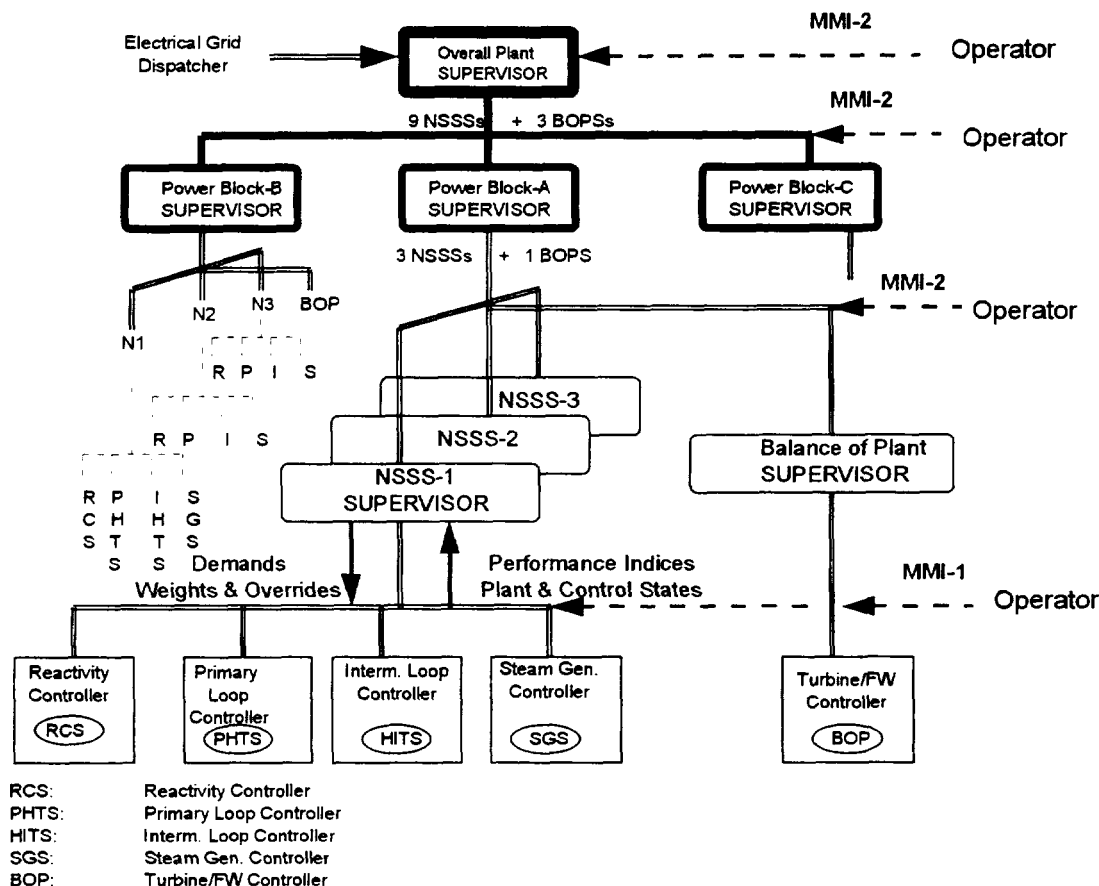 MMI-2
Electrical Grid
Dispatcher
Overall Plant
SUPERVISOR
Operator
9 NSSSs + 3 BOPSs
MMI-2
Operator
Power Block-B
SUPERVISOR
Power Block-A
SUPERVISOR
Power Block-C
SUPERVISOR
3 NSSSs + 1 BOPS
MMI-2
Operator
N1
N2
N3
BOP
R P I S
R P I S
RCS
PHTS
IHTS
SGS
NSSS-3
NSSS-2
NSSS-1
SUPERVISOR
Balance of Plant
SUPERVISOR
Demands
Weights & Overrides
Performance Indices
Plant & Control States
MMI-1
Operator
Reactivity
Controller
RCS
Primary
Loop
Controller
PHTS
Interm. Loop
Controller
HITS
Steam Gen.
Controller
SGS
Turbine/FW
Controller
BOP
RCS: Reactivity Controller
PHTS: Primary Loop Controller
HITS: Interm. Loop Controller
SGS: Steam Gen. Controller
BOP: Turbine/FW Controller